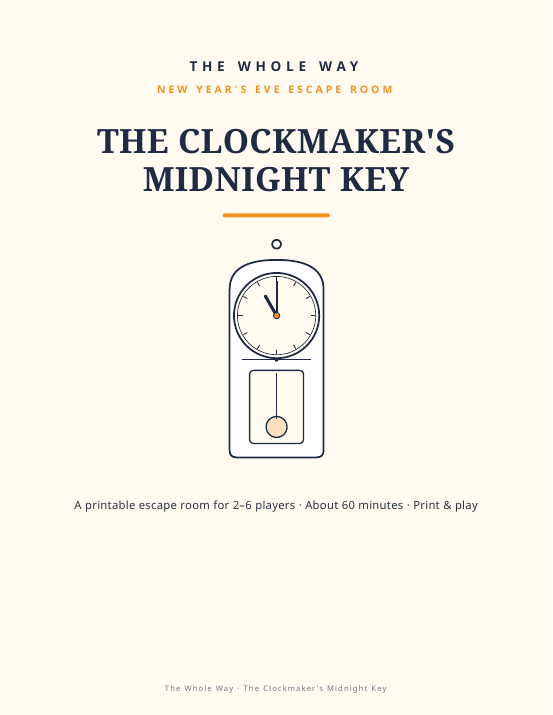 THE WHOLE WAY
NEW YEAR'S EVE ESCAPE ROOM
THE CLOCKMAKER'S
MIDNIGHT KEY
A printable escape room for 2–6 players · About 60 minutes · Print & play
The Whole Way · The Clockmaker's Midnight Key